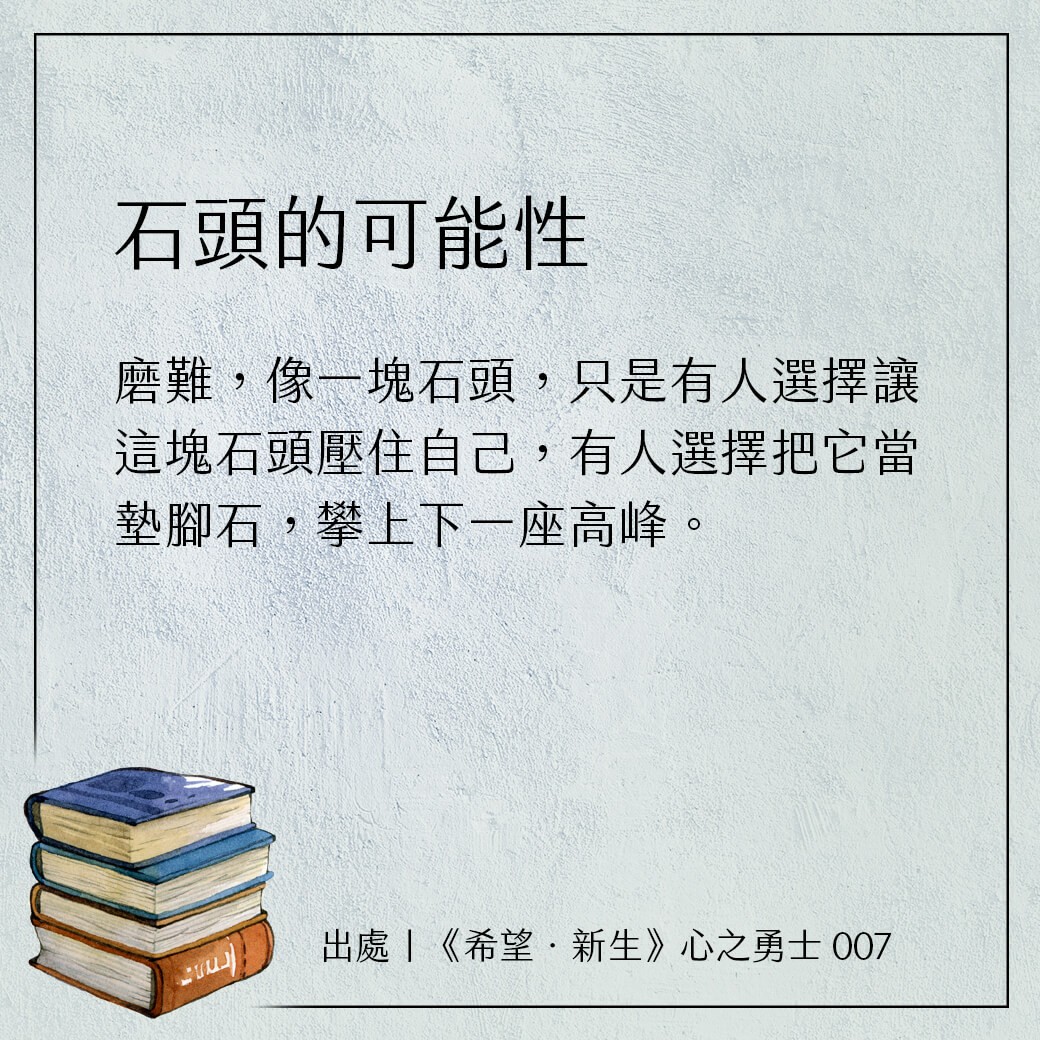 石頭的可能性
磨難，像一塊石頭，只是有人選擇讓
這塊石頭壓住自己，有人選擇把它當
墊腳石，攀上下一座高峰。
出處｜《希望．新生》心之勇士 007